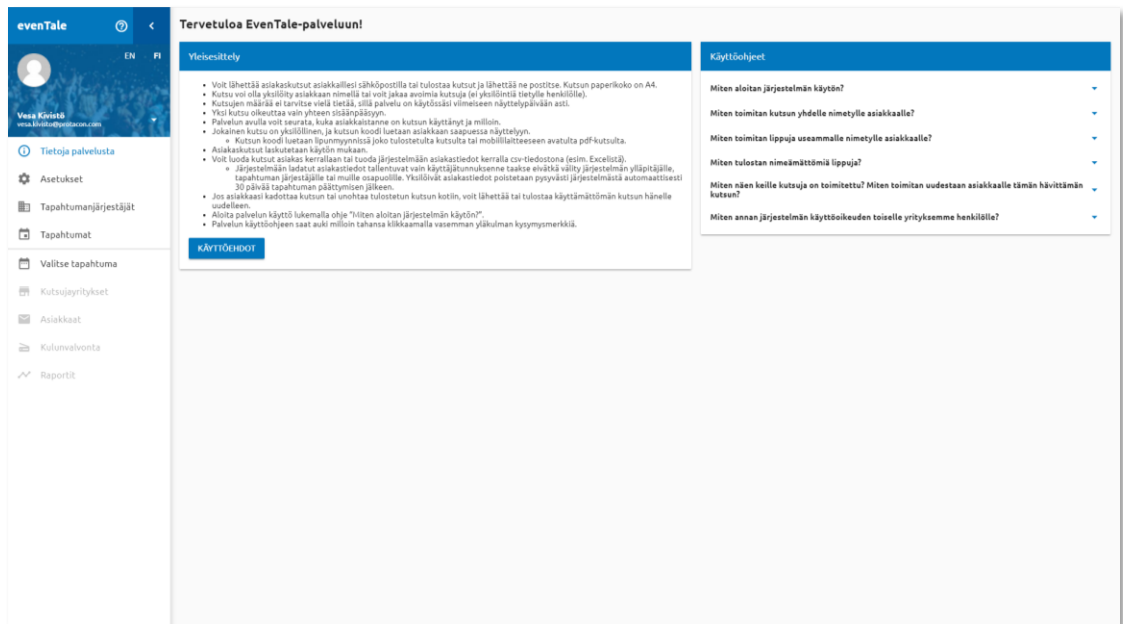 evenTale
EN FI
Vesa Kivistö
vesa.kivisto@pistacon.com
Tietoja palvelusta
Asetukset
Tapahtumanjärjestäjät
Tapahtumat
Valitse tapahtuma
Kutsujayritykset
Asiakkaat
Kulunvalvonta
Raportit
Tervetuloa EvenTale-palveluun!
Yleisesittely
Voit lähettää asiakaskutsut asiakkaillesi sähköpostilla tai tulostaa kutsut ja lähettää ne postitse. Kutsun paperikoko on A4.
Kutsu voi olla yksilöity asiakkaan nimellä tai voit jakaa avoimia kutsuja (ei yksilöintiä tietylle henkilölle).
Kutsujen määrää ei tarvitse vielä tietää, sillä palvelu on käytössäsi viimeiseen näyttelypäivään asti.
Yksi kutsu oikeuttaa vain yhteen sisäänpääsyyn.
Palvelun avulla voit seurata, kuka asiakkaistanne on kutsun käyttänyt ja milloin.
Jokainen kutsu on yksilöllinen, ja kutsun koodi luetaan asiakkaan saapuessa näyttelyyn.
Kutsun koodi luetaan lipunmyynnissä joko tulostetulta kutsulta tai mobiililaitteeseen avatulta pdf-kutsulta.
Asiakaskutsut laskutetaan käytön mukaan.
Voit luoda kutsut asiakas kerrallaan tai tuoda järjestelmään asiakastiedot kerralla csv-tiedostona (esim. Excelistä).
Järjestelmään ladatut asiakastiedot tallentuvat vain käyttäjätunnuksenne taakse eivätkä välity järjestelmän ylläpitäjälle,
tapahtuman järjestäjälle tai muille osapuolille. Yksilöivät asiakastiedot poistetaan pysyvästi järjestelmästä automaattisesti
30 päivää tapahtuman päättymisen jälkeen.
Jos asiakkaasi kadottaa kutsun tai unohtaa tulostetun kutsun kotiin, voit lähettää tai tulostaa käyttämättömän kutsun hänelle
uudelleen.
Aloita palvelun käyttö lukemalla ohje "Miten aloitan järjestelmän käytön?".
Palvelun käyttöohjeen saat auki milloin tahansa klikkaamalla vasemman yläkulman kysymysmerkkiä.
KÄYTTÖEHDOT
Käyttöohjeet
Miten aloitan järjestelmän käytön?
Miten toimitan kutsun yhdelle nimetylle asiakkaalle?
Miten toimitan lippuja useammalle nimetylle asiakkaalle?
Miten tulostan nimeämättömiä lippuja?
Miten näen keille kutsuja on toimitettu? Miten toimitan uudestaan asiakkaalle tämän hävittämän
kutsun?
Miten annan järjestelmän käyttöoikeuden toiselle yrityksemme henkilölle?